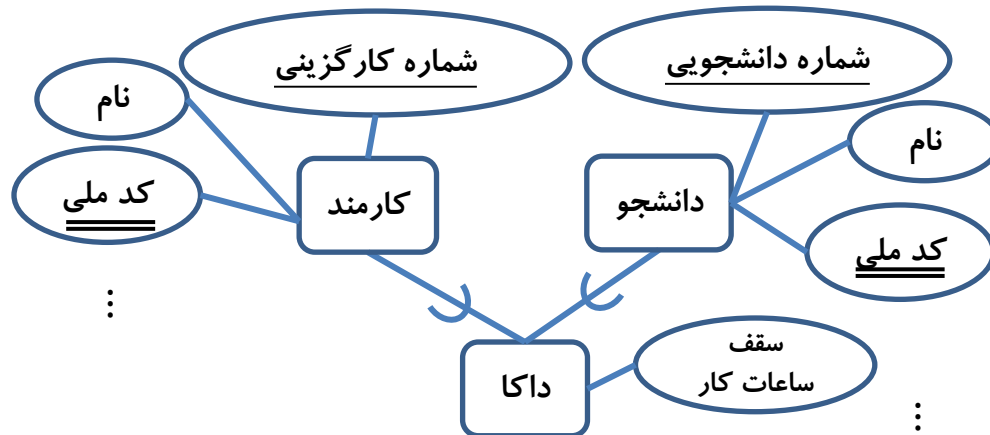 شماره دانشجویی
شماره کارگزینی
نام
نام
کد ملی
کد ملی
دانشجو
کارمند
داکا
سقف
ساعات کار